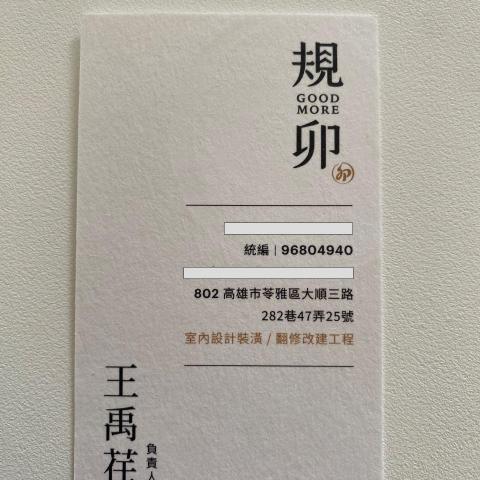 規
GOOD
MORE
卯
卯
統編 | 96804940
802 高雄市苓雅區大順三路
282巷47弄25號
室內設計裝潢 / 翻修改建工程
王禹荏
負責人